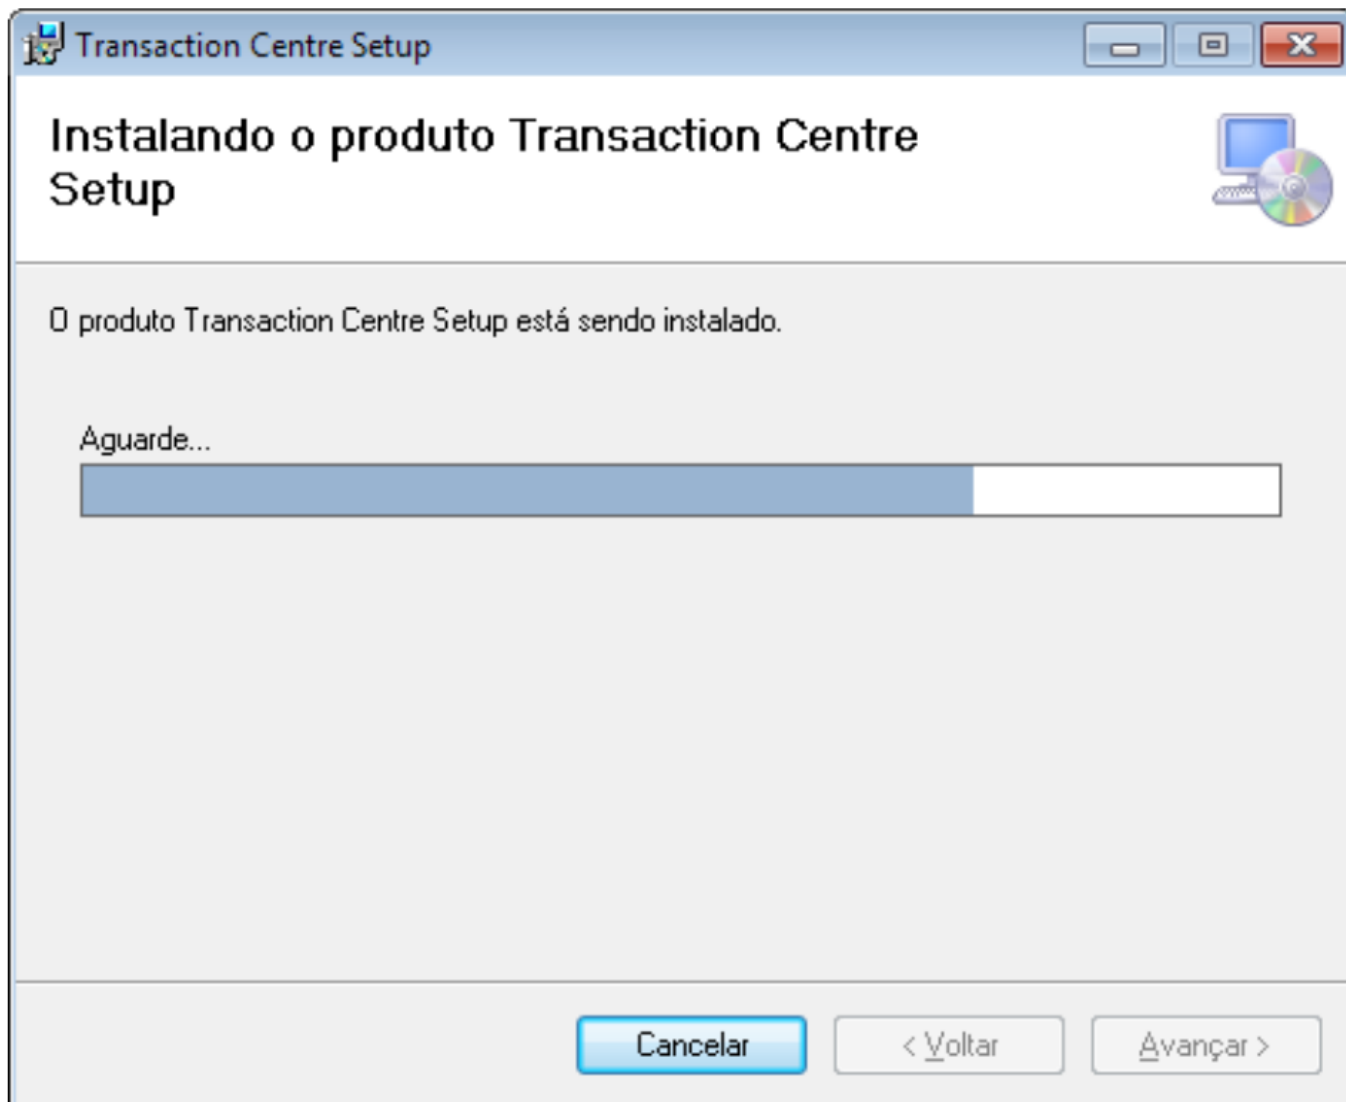 Transaction Centre Setup
Instalando o produto Transaction Centre
Setup
O produto Transaction Centre Setup está sendo instalado.
Aguarde...
Cancelar
< Voltar
Avançar >